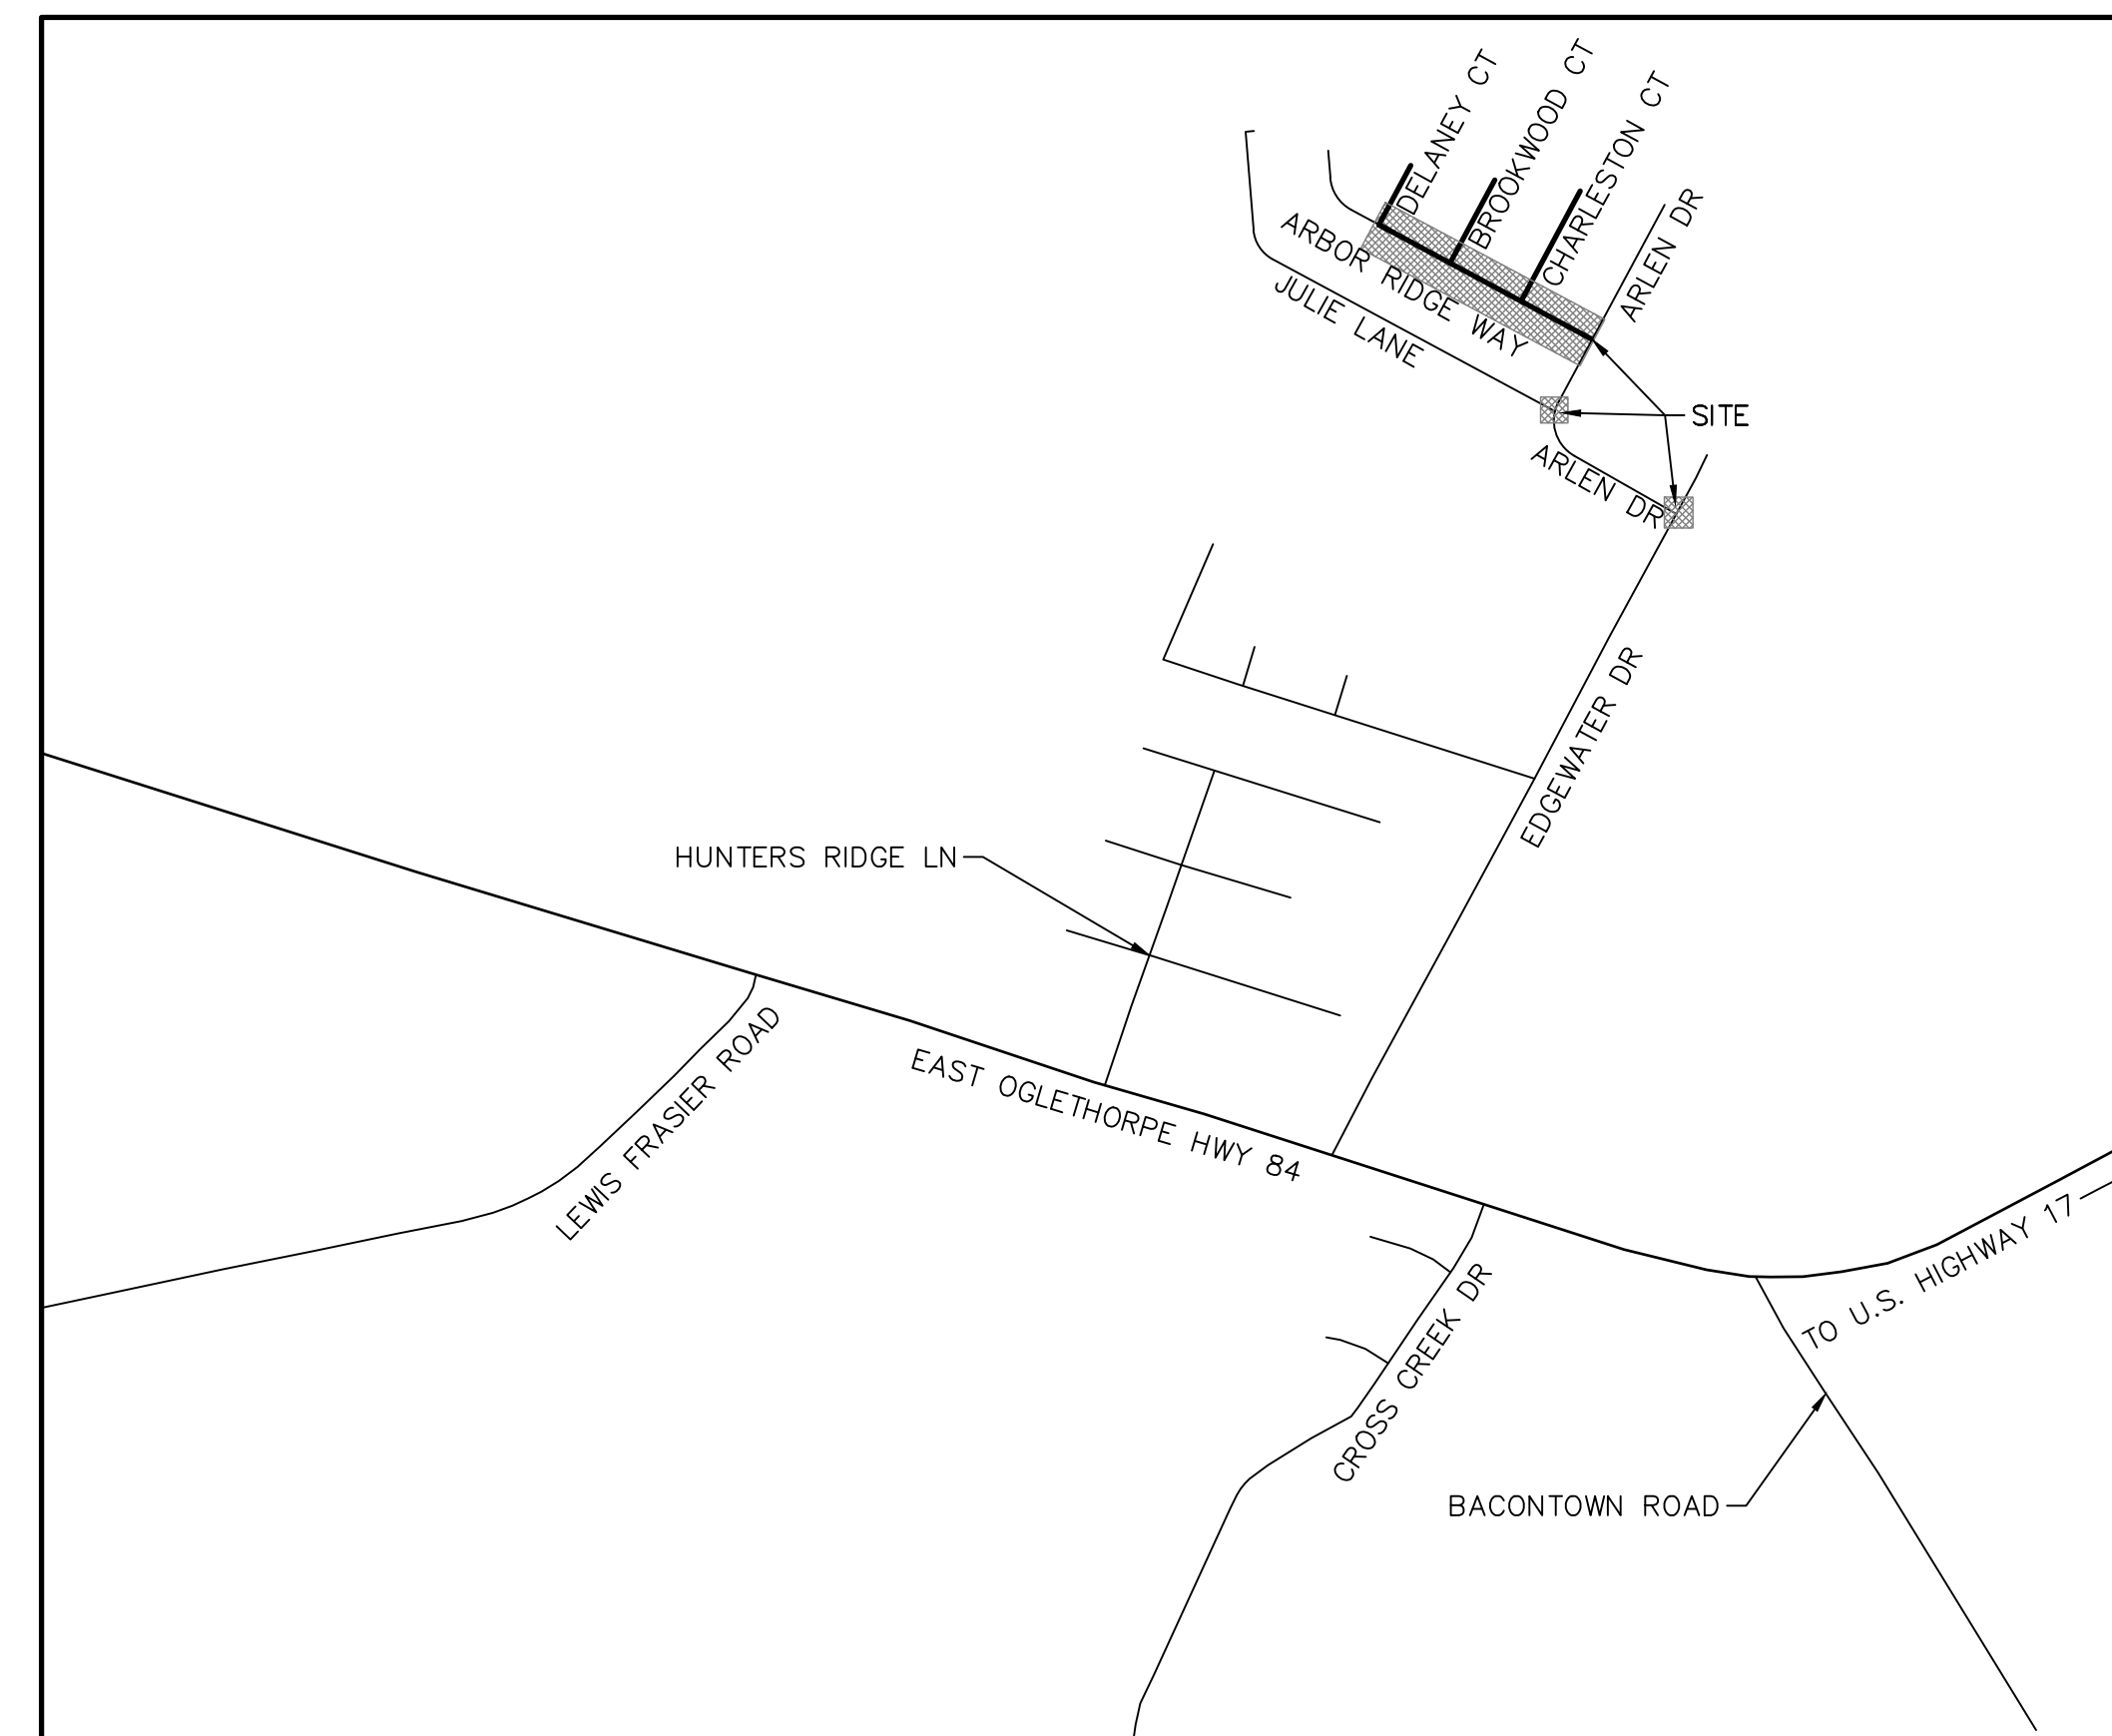 DELANEY CT
BROOKWOOD CT
CHARLESTON CT
ARLEN DR
ARBOR RIDGE WAY
JULIE LANE
SITE
ARLEN DR
EDGEWATER DR
HUNTERS RIDGE LN
LEWIS FRASIER ROAD
EAST OGLETHORPE HWY 84
TO U.S. HIGHWAY 17
CROSS CREEK DR
BACONTOWN ROAD